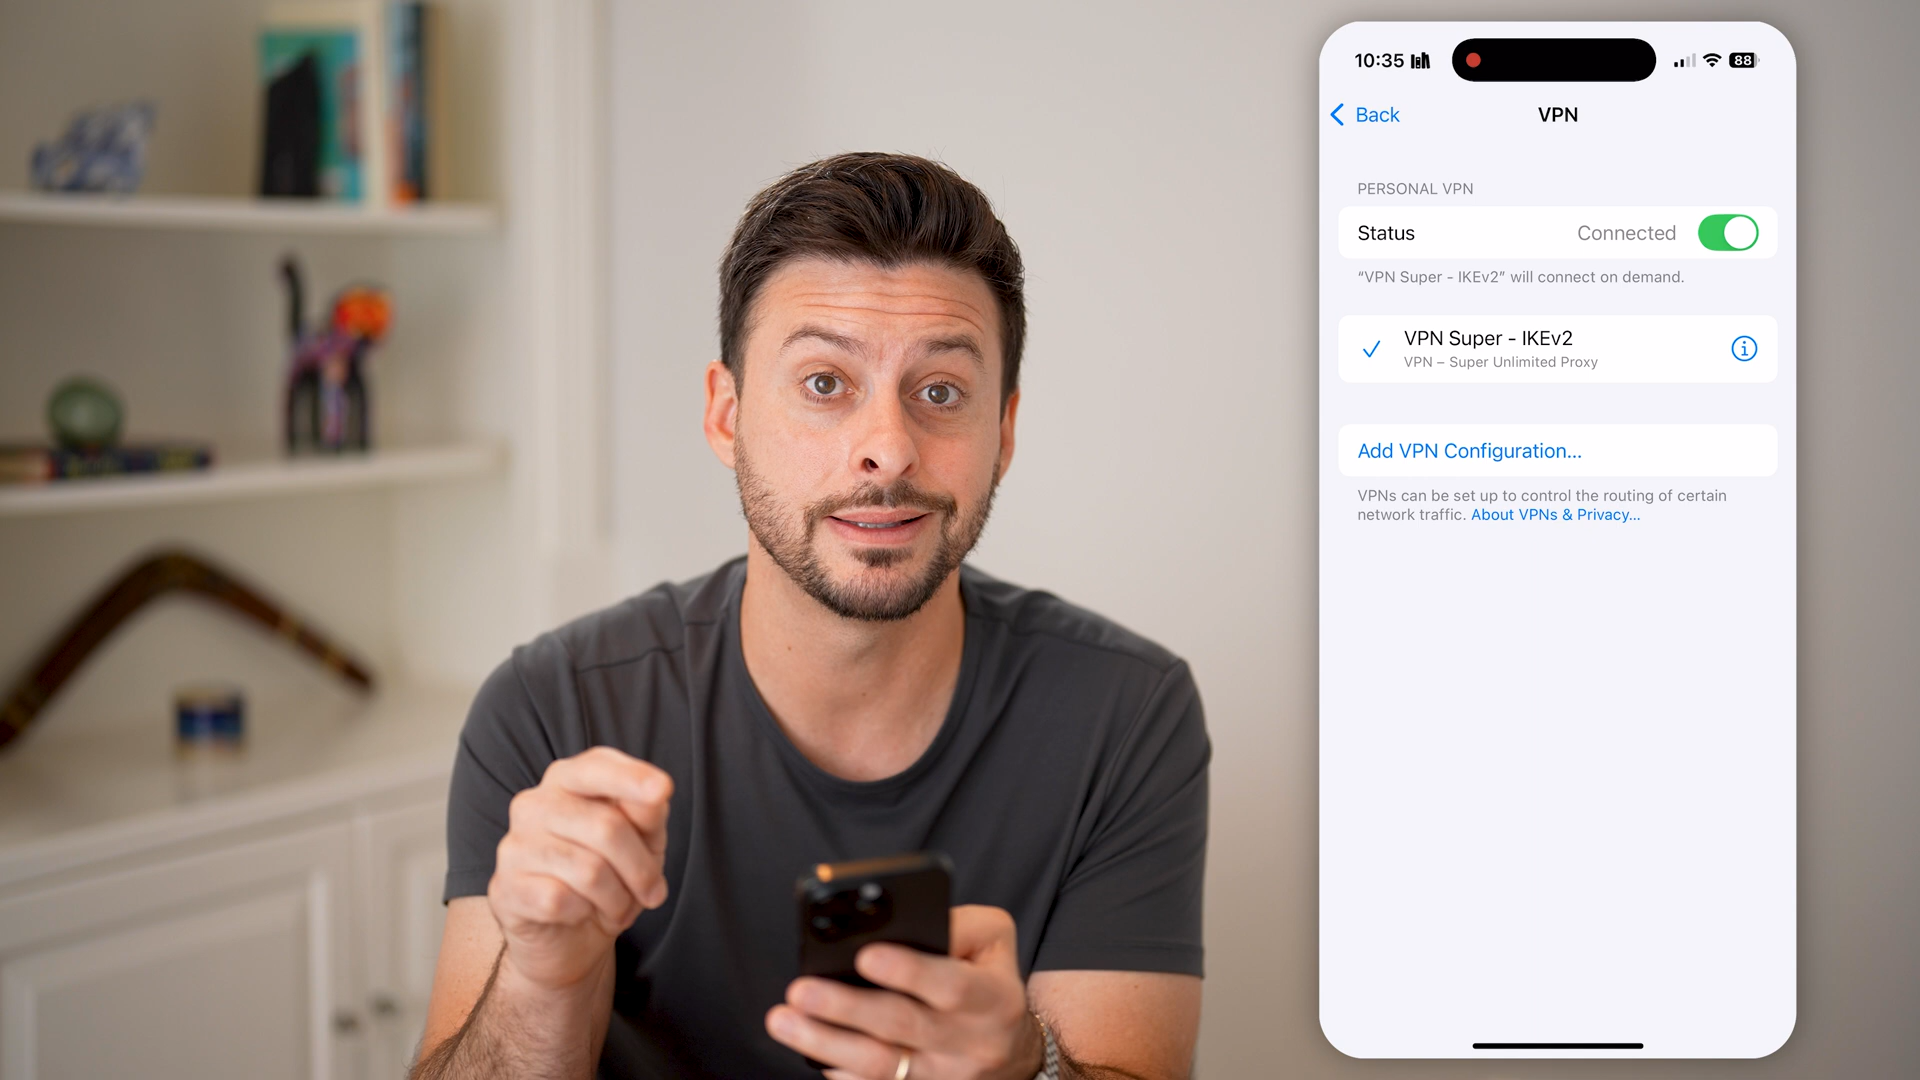 10:35
88
Back
VPN
PERSONAL VPN
Status
Connected
“VPN Super - IKEv2” will connect on demand.
VPN Super - IKEv2
VPN – Super Unlimited Proxy
Add VPN Configuration...
VPNs can be set up to control the routing of certain
network traffic. About VPNs & Privacy...